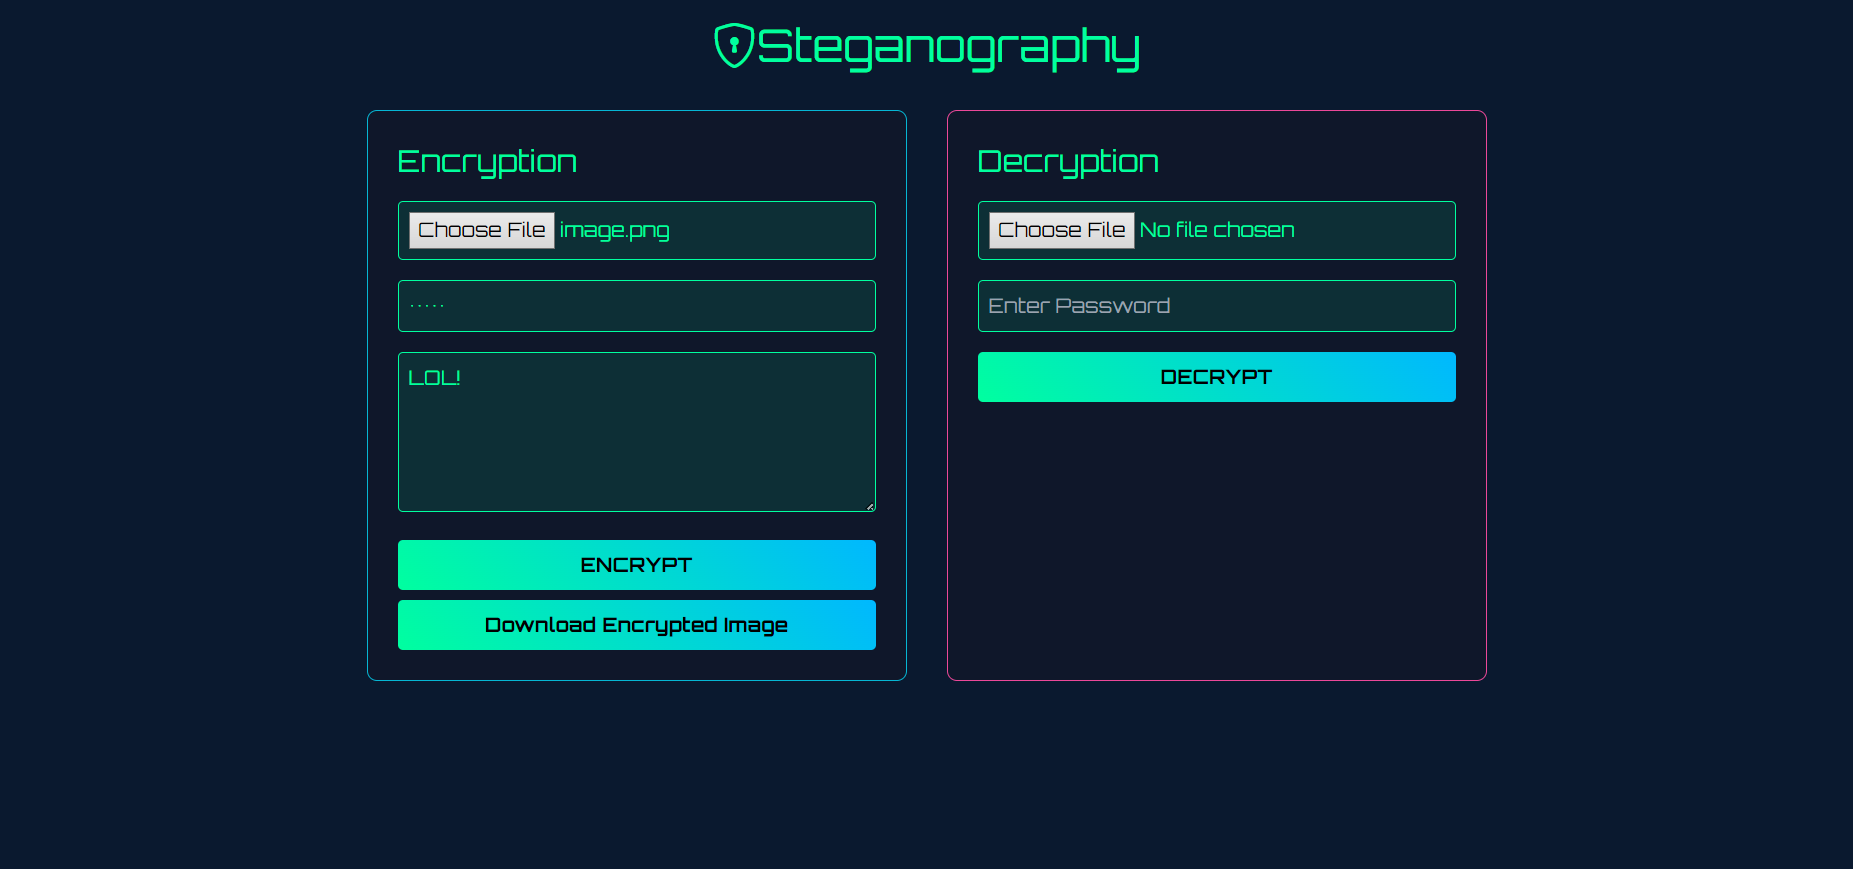 Steganography
Encryption
Choose File image.png
·····
LOL!
ENCRYPT
Download Encrypted Image
Decryption
Choose File No file chosen
Enter Password
DECRYPT